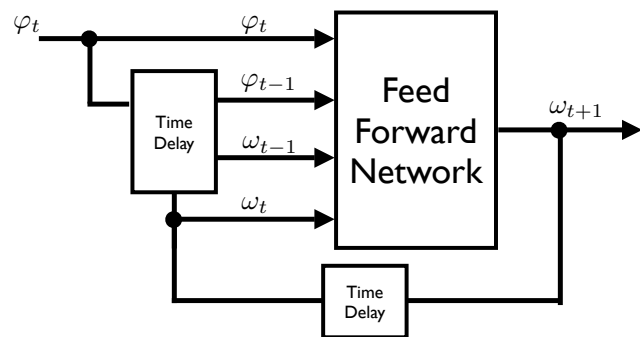 φt
φt
φt−1
ωt−1
ωt
ωt+1
Time
Delay
Feed
Forward
Network
Time
Delay